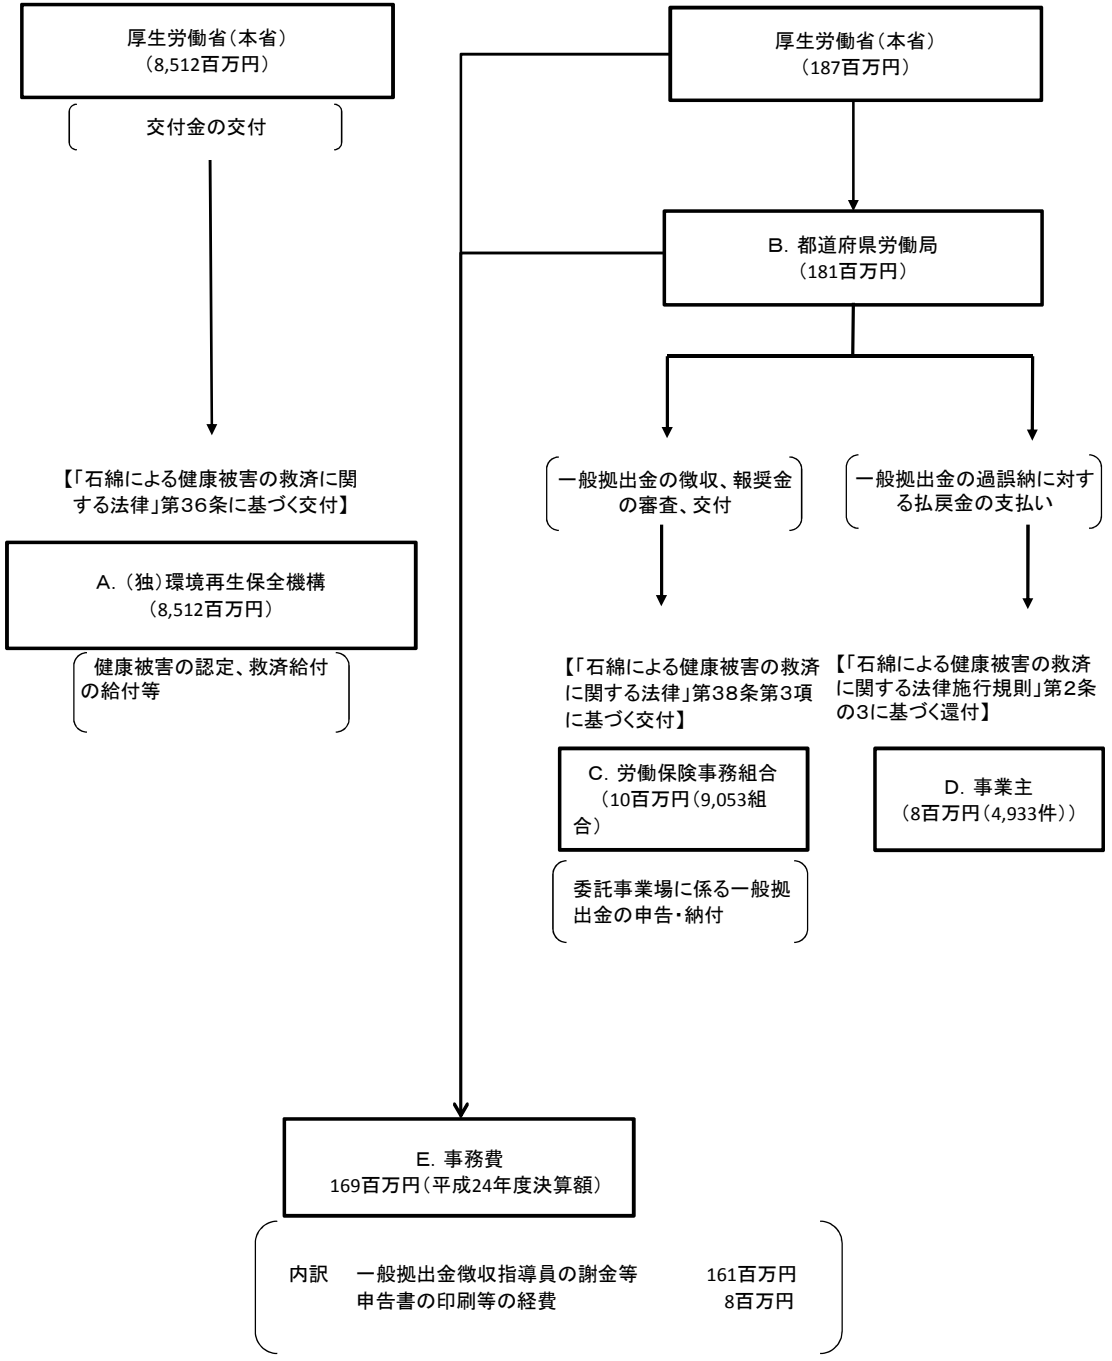 厚生労働省（本省）
（8,512百万円）
交付金の交付
【「石綿による健康被害の救済に関
する法律」第３６条に基づく交付】
Ａ．（独）環境再生保全機構
（8,512百万円）
健康被害の認定、救済給付
の給付等
厚生労働省（本省）
（187百万円）
Ｂ．都道府県労働局
（181百万円）
一般拠出金の徴収、報奨金
の審査、交付
【「石綿による健康被害の救済
に関する法律」第３８条第３項
に基づく交付】
Ｃ．労働保険事務組合
（10百万円（9,053組
合）
委託事業場に係る一般拠
出金の申告・納付
一般拠出金の過誤納に対す
る払戻金の支払い
【「石綿による健康被害の救済
に関する法律施行規則」第２条
の３に基づく還付】
Ｄ．事業主
（8百万円（4,933件））
Ｅ．事務費
169百万円（平成24年度決算額）
内訳　一般拠出金徴収指導員の謝金等　161百万円
申告書の印刷等の経費　8百万円